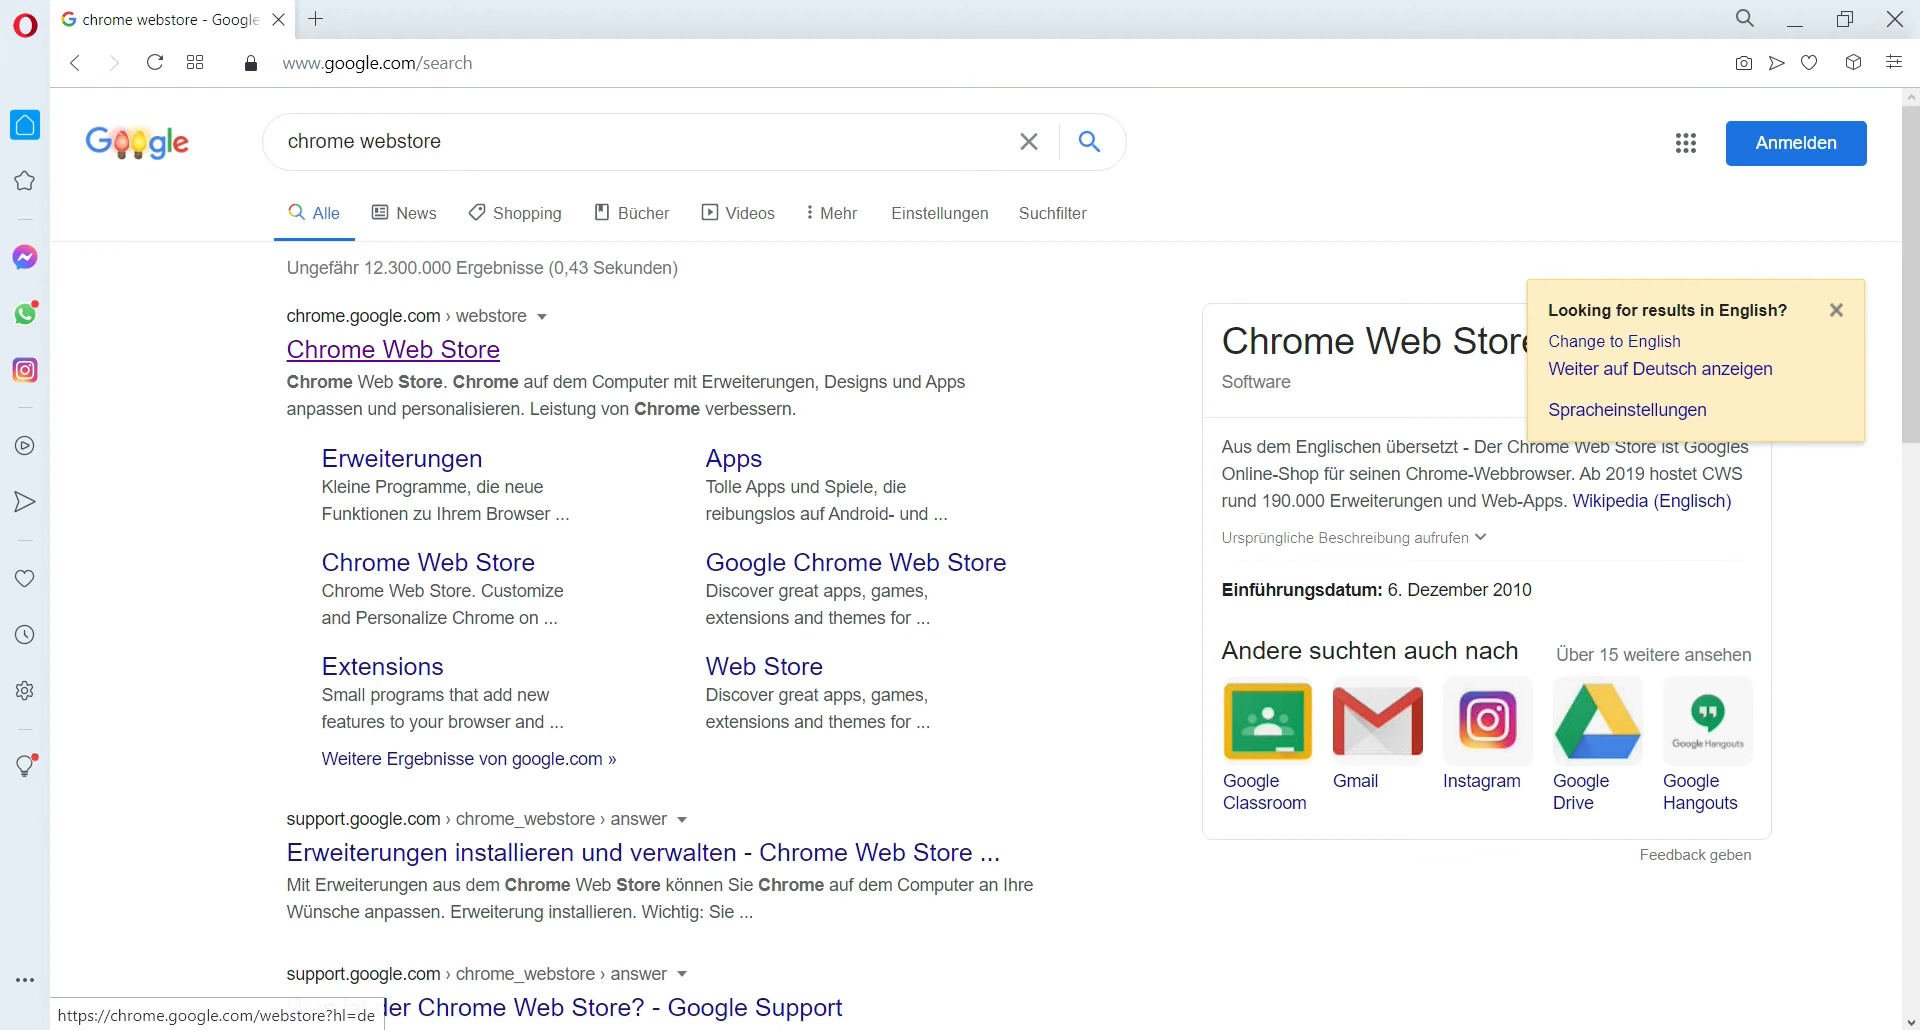 chrome webstore - Google
www.google.com/search
Google
chrome webstore
Anmelden
Alle
News
Shopping
Bücher
Videos
Mehr
Einstellungen
Suchfilter
Ungefähr 12.300.000 Ergebnisse (0,43 Sekunden)
chrome.google.com › webstore
Chrome Web Store
Chrome Web Store. Chrome auf dem Computer mit Erweiterungen, Designs und Apps
anpassen und personalisieren. Leistung von Chrome verbessern.
Erweiterungen
Kleine Programme, die neue
Funktionen zu Ihrem Browser ...
Apps
Tolle Apps und Spiele, die
reibungslos auf Android- und ...
Chrome Web Store
Chrome Web Store. Customize
and Personalize Chrome on ...
Google Chrome Web Store
Discover great apps, games,
extensions and themes for ...
Extensions
Small programs that add new
features to your browser and ...
Web Store
Discover great apps, games,
extensions and themes for ...
Weitere Ergebnisse von google.com »
support.google.com › chrome_webstore › answer
Erweiterungen installieren und verwalten - Chrome Web Store ...
Mit Erweiterungen aus dem Chrome Web Store können Sie Chrome auf dem Computer an Ihre
Wünsche anpassen. Erweiterung installieren. Wichtig: Sie ...
support.google.com › chrome_webstore › answer
der Chrome Web Store? - Google Support
https://chrome.google.com/webstore?hl=de
Chrome Web Store
Software
Looking for results in English?
Change to English
Weiter auf Deutsch anzeigen
Spracheinstellungen
Aus dem Englischen übersetzt - Der Chrome Web Store ist Googles
Online-Shop für seinen Chrome-Webbrowser. Ab 2019 hostet CWS
rund 190.000 Erweiterungen und Web-Apps. Wikipedia (Englisch)
Ursprüngliche Beschreibung aufrufen
Einführungsdatum: 6. Dezember 2010
Andere suchten auch nach
Über 15 weitere ansehen
Google Hangouts
Google
Classroom
Gmail
Instagram
Google
Drive
Google
Hangouts
Feedback geben